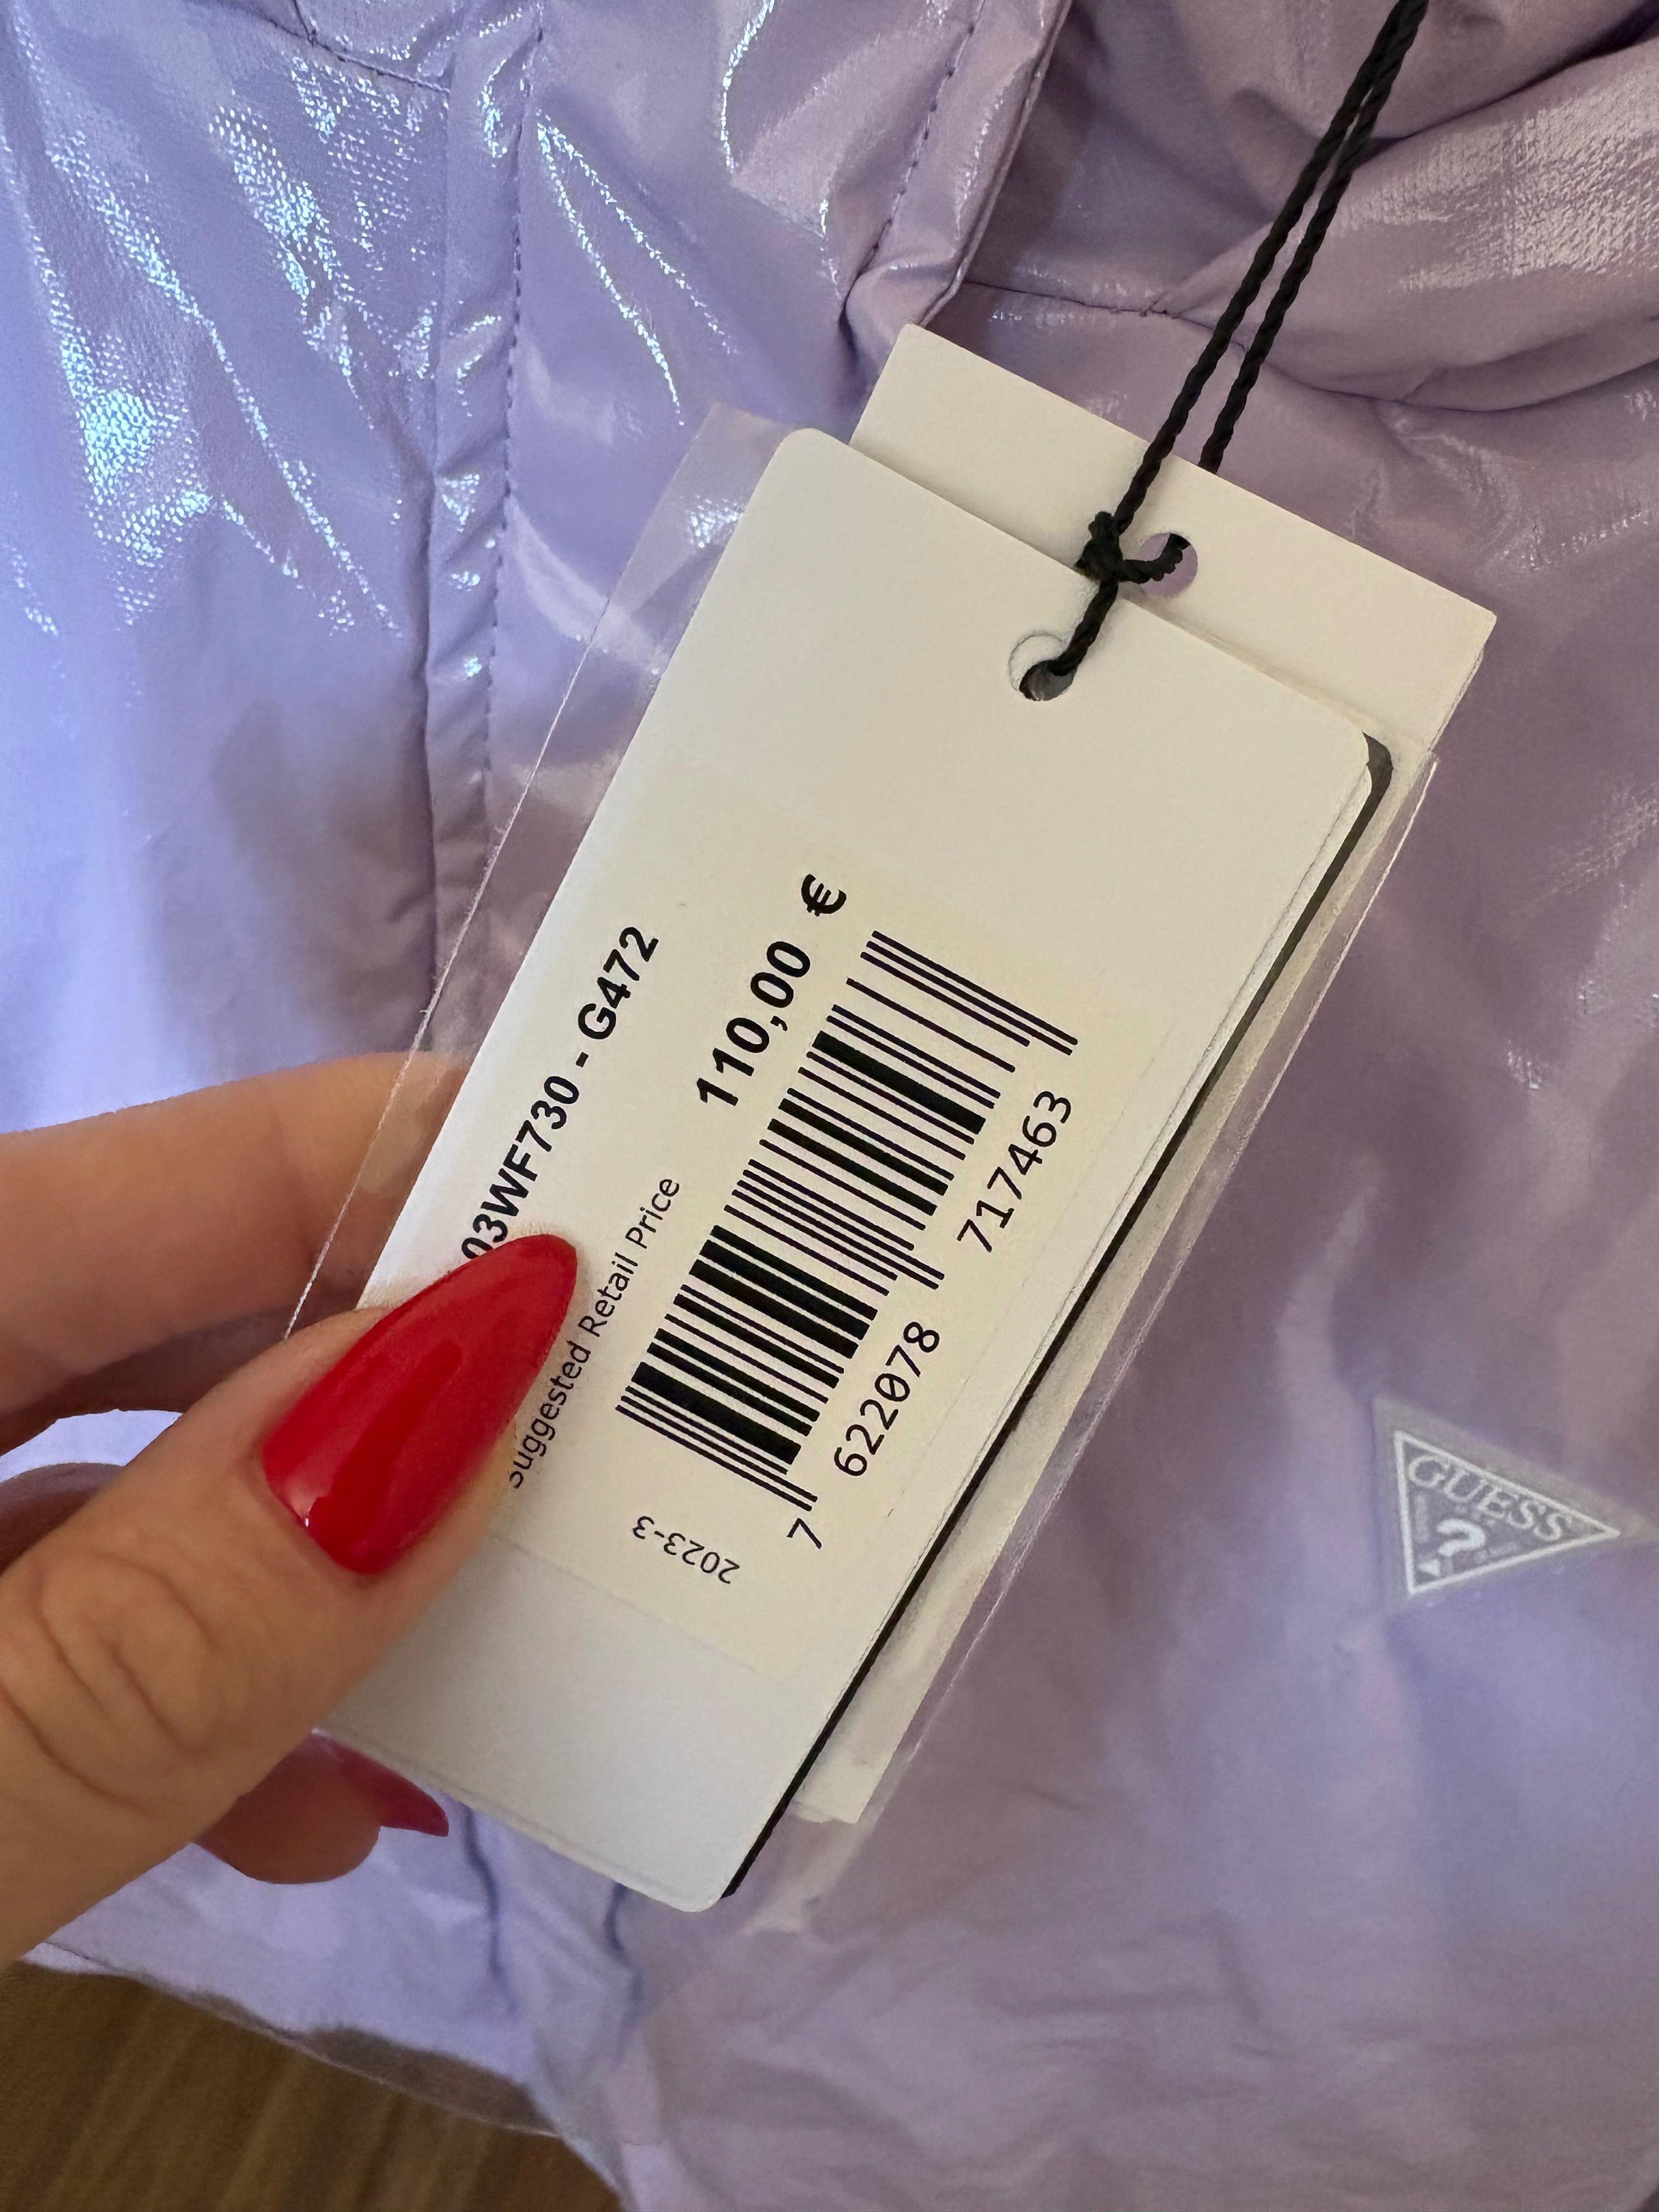 03WF730 - G472
Suggested Retail Price
110,00 €
7 622078 717463
2023-3
GUESS
?